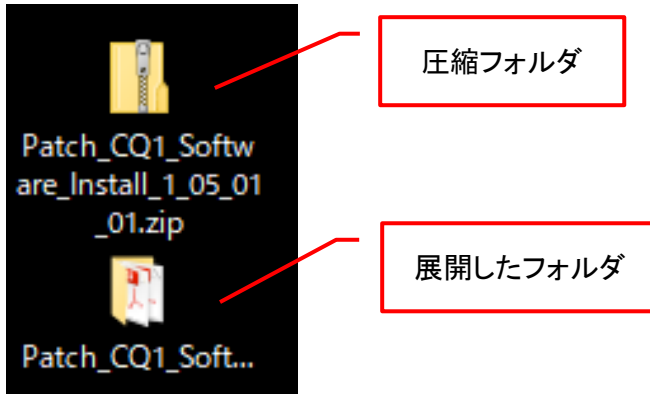 圧縮フォルダ
Patch_CQ1_Softw
are_Install_1_05_01
_01.zip
展開したフォルダ
Patch_CQ1_Soft...